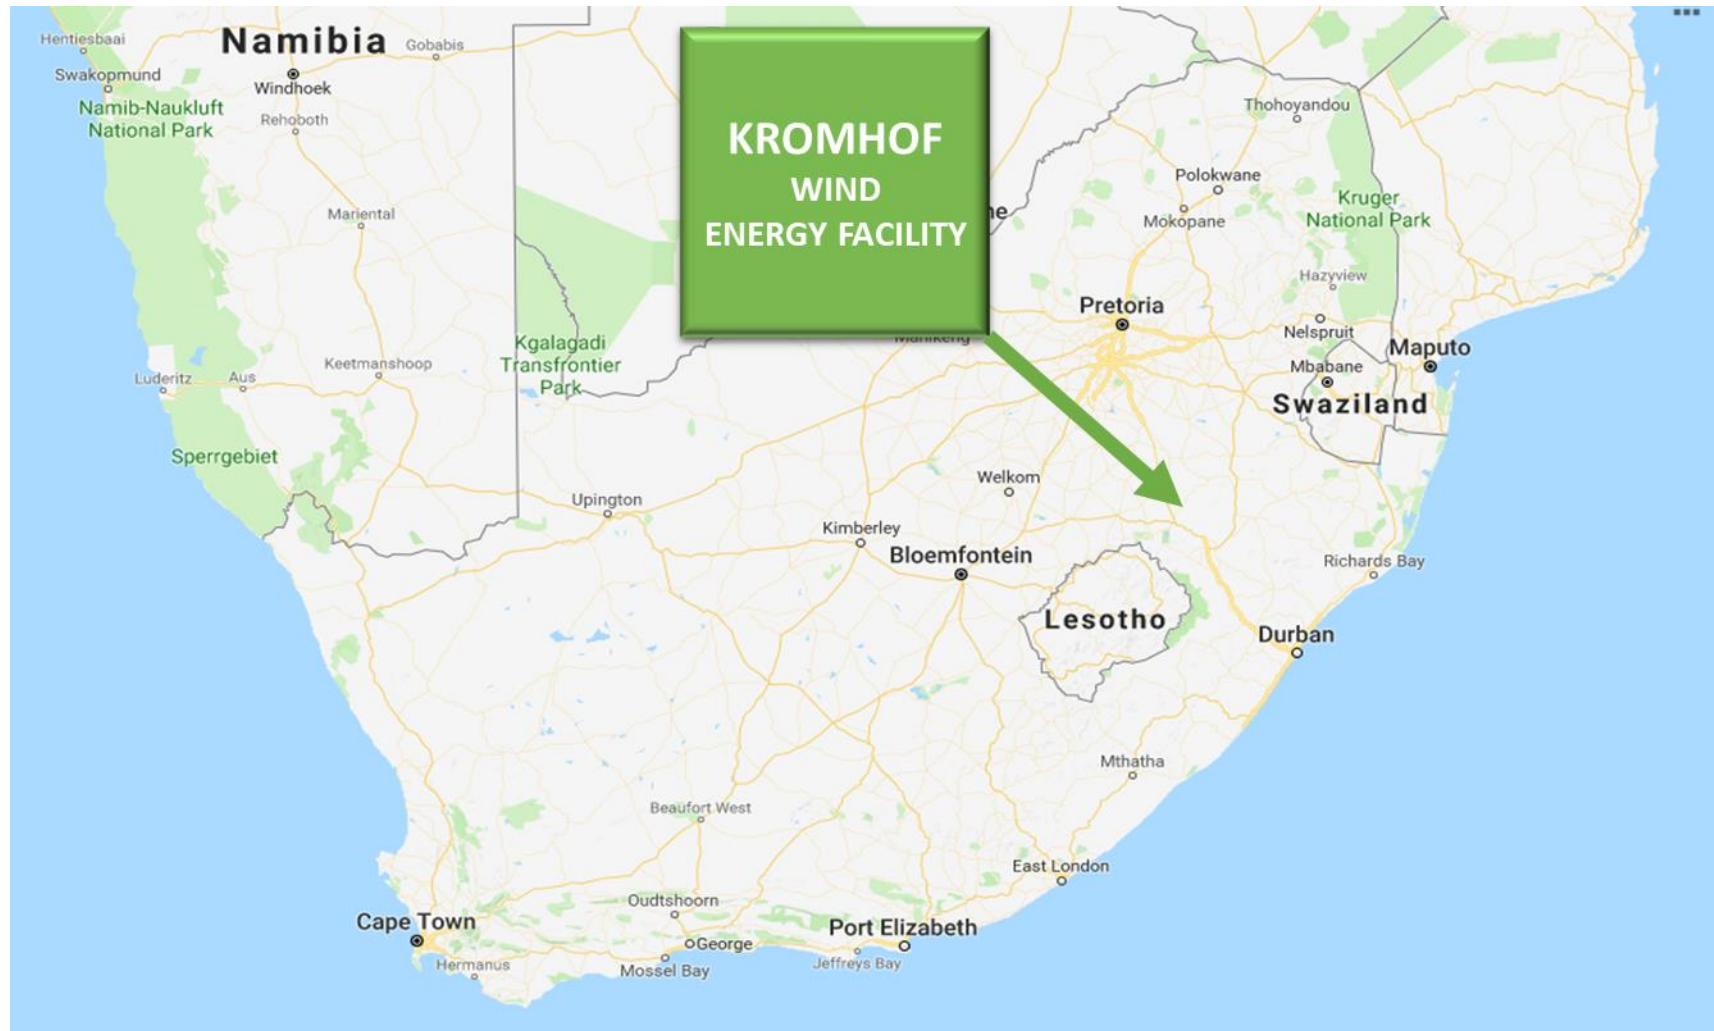 Hentiesbaai
Namibia
Gobabis
Swakopmund
Windhoek
Namib-Naukluft
National Park
Rehoboth
Mariental
KROMHOF
WIND
ENERGY FACILITY
Thohoyandou
Polokwane
Mokopane
Kruger
National Park
Hazyview
Pretoria
Nelspruit
Maputo
Mbabane
Swaziland
Kgalagadi
Transfrontier
Park
Mahikeng
Keetmanshoop
Luderitz
Aus
Sperrgebiet
Upington
Welkom
Kimberley
Bloemfontein
Richards Bay
Lesotho
Durban
Mthatha
Beaufort West
East London
Oudtshoorn
Cape Town
Port Elizabeth
George
Hermanus
Mossel Bay
Jeffreys Bay